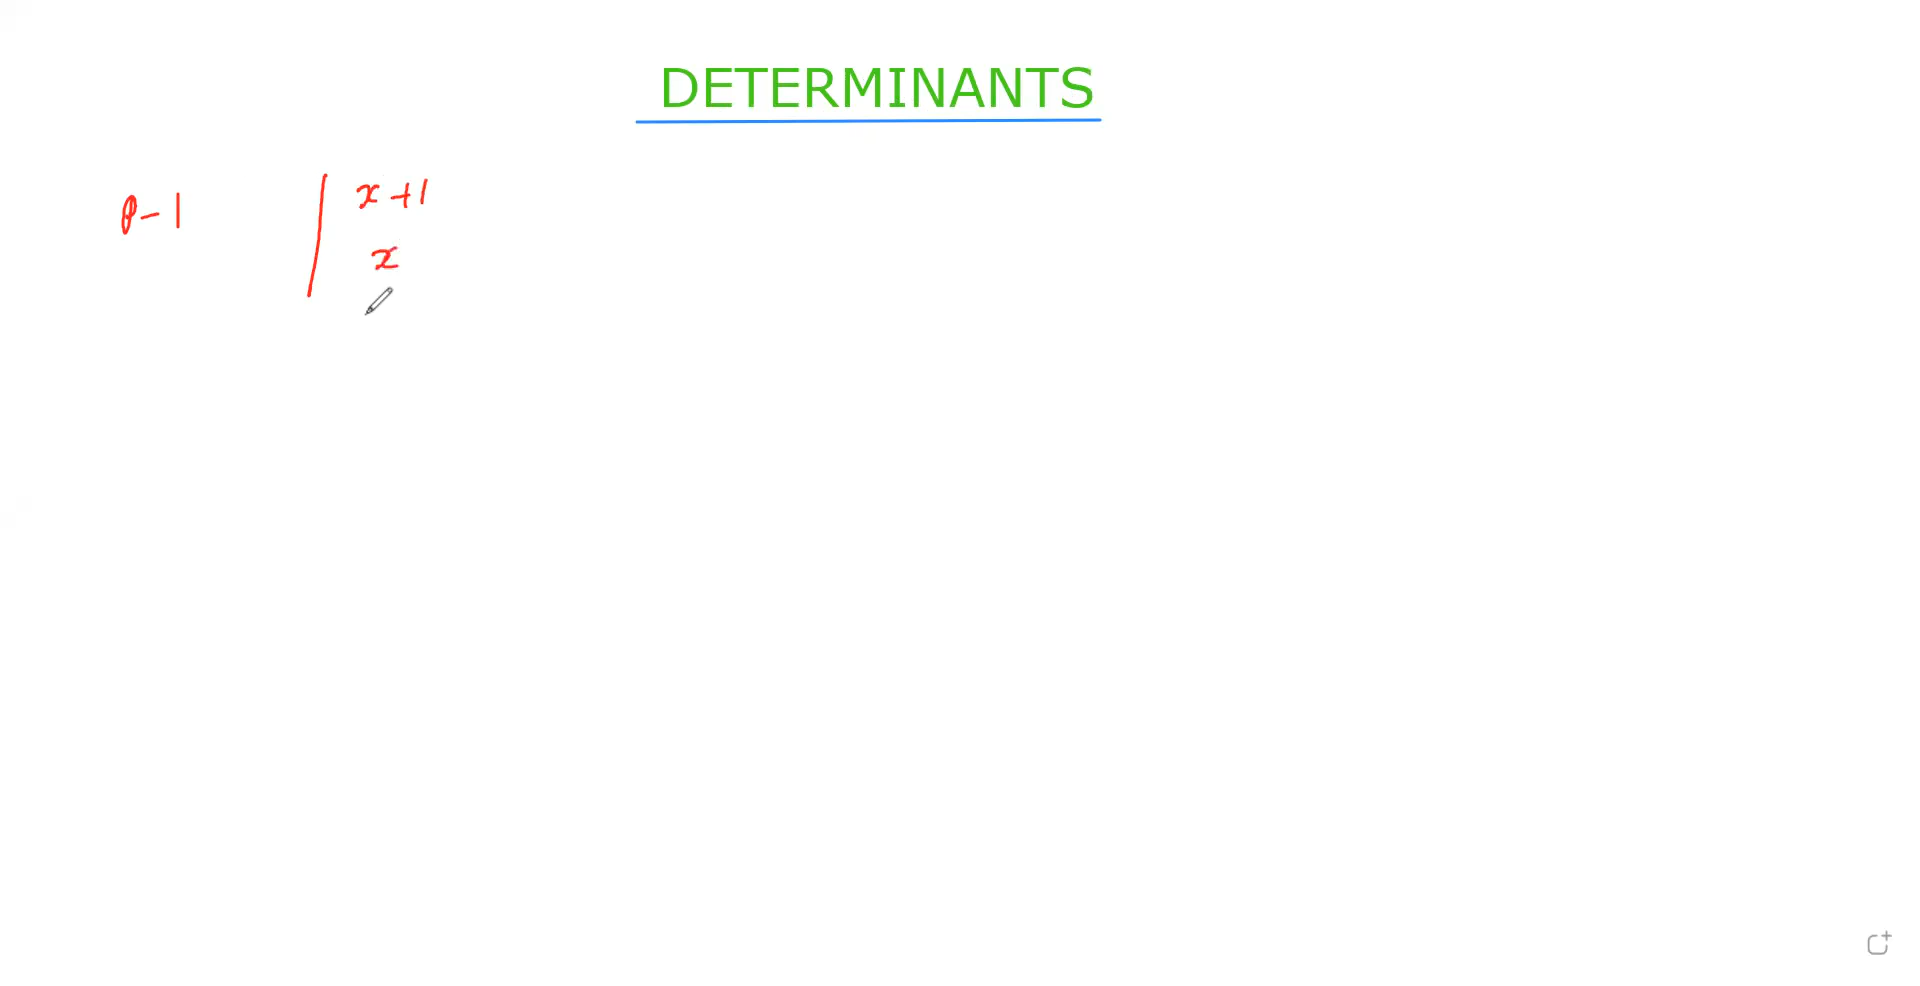 DETERMINANTS
P-1 | x+1
x